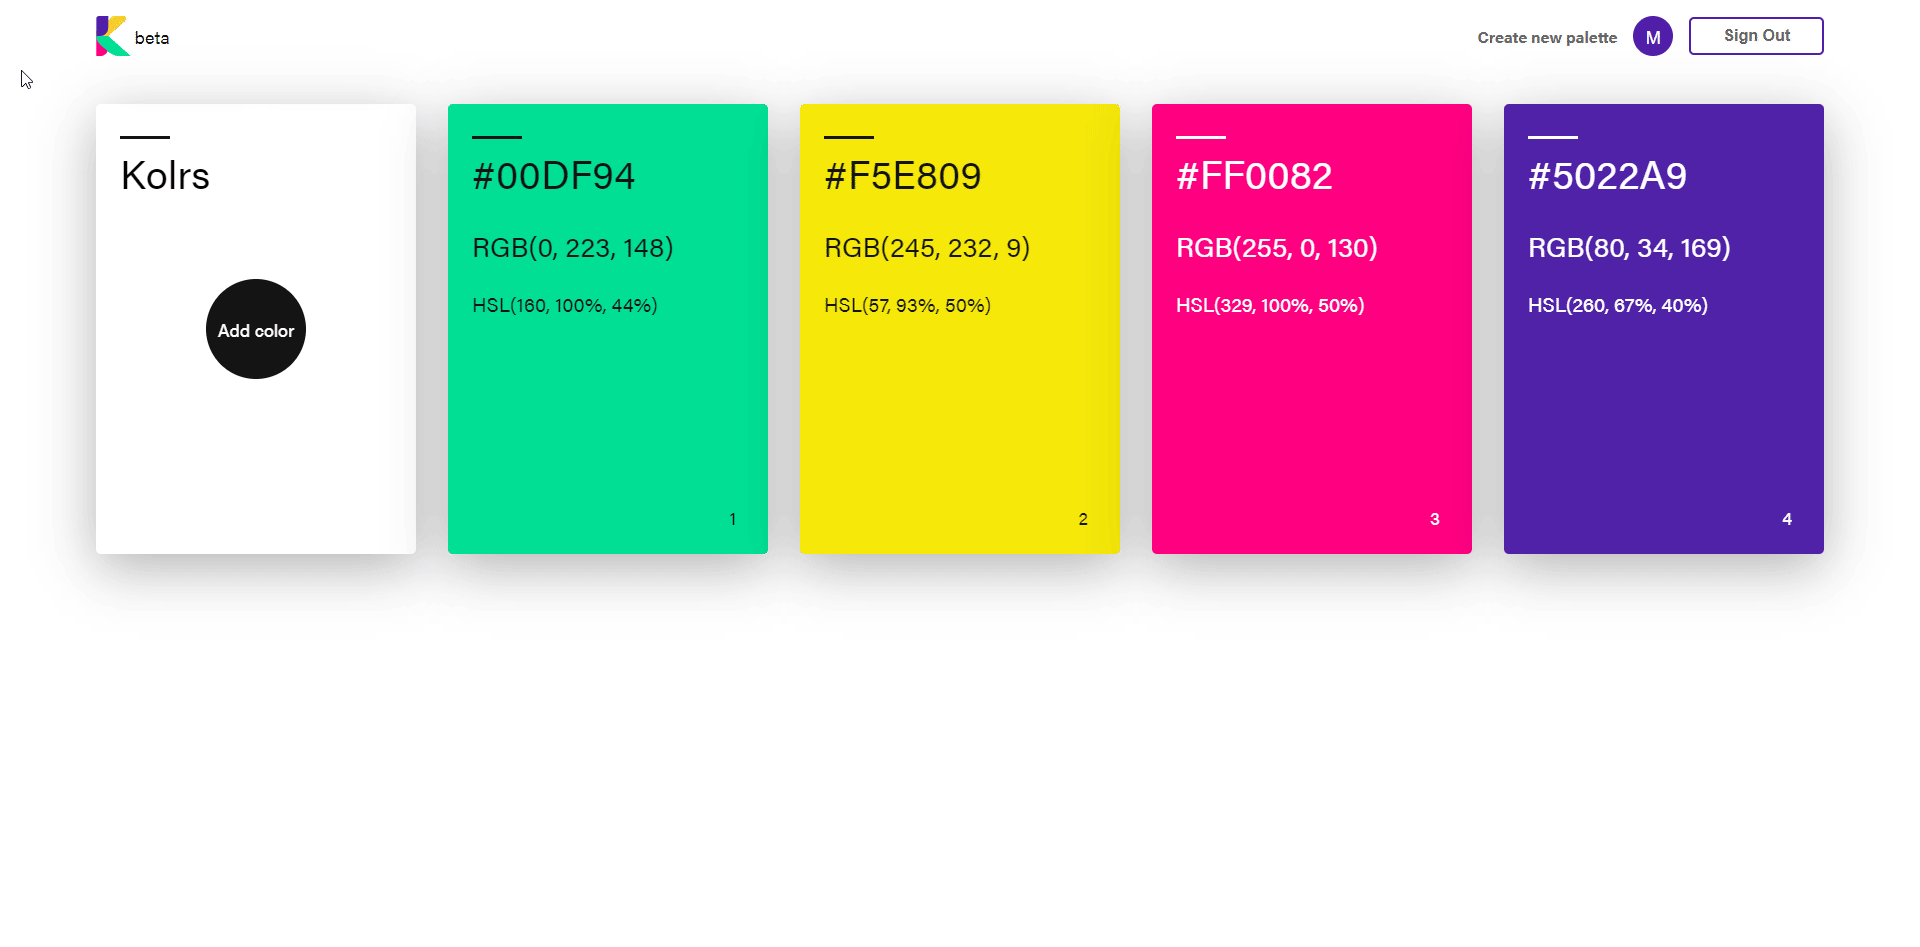 beta
Create new palette
M
Sign Out
Kolrs
Add color
#00DF94
RGB(0, 223, 148)
HSL(160, 100%, 44%)
1
#F5E809
RGB(245, 232, 9)
HSL(57, 93%, 50%)
2
#FF0082
RGB(255, 0, 130)
HSL(329, 100%, 50%)
3
#5022A9
RGB(80, 34, 169)
HSL(260, 67%, 40%)
4